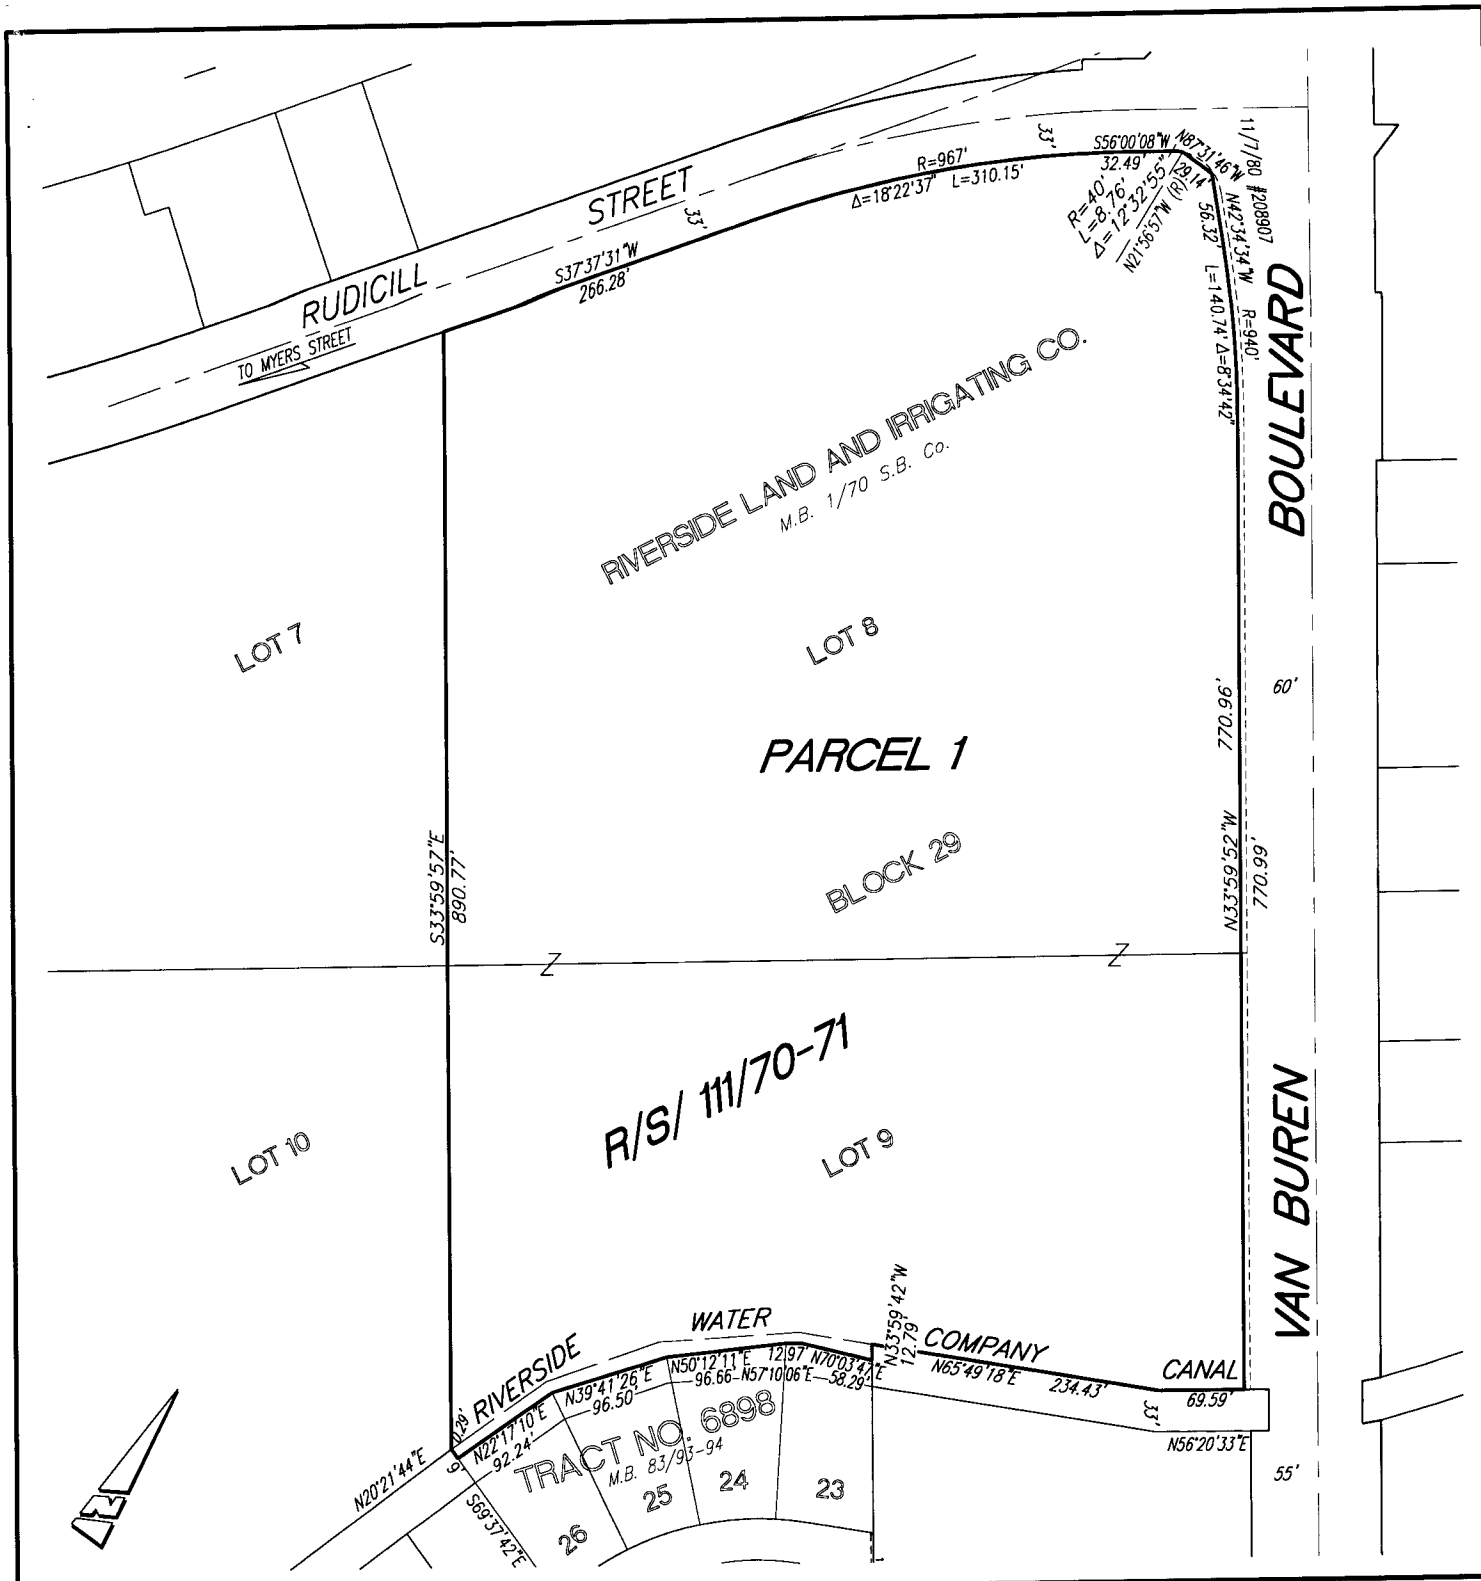 11/7/80 #208907
33'
S56°00'08"W
32.49'
N87°31'46"W
29.14'
R=967'
L=310.15'
Δ=18°22'37"
R=40'
L=8.76'
Δ=12°32'55"
N21°56'57"W (R)
N42°34'34"W
56.32'
R=940'
L=140.74' Δ=8°34'42"
RUDICILL STREET
33'
S37°37'31"W
266.28'
TO MYERS STREET
RIVERSIDE LAND AND IRRIGATING CO.
M.B. 1/70 S.B. Co.
LOT 7
LOT 8
PARCEL 1
BLOCK 29
60'
770.96'
N33°59'52"W
770.99'
S33°59'57"E
890.77'
VAN BUREN BOULEVARD
R/S/ 111/70-71
LOT 10
LOT 9
RIVERSIDE WATER COMPANY CANAL
N33°59'42"W
12.79'
N50°12'11"E
96.66
12.97'
N57°10'06"E
N70°03'47"E
58.29'
N65°49'18"E 234.43'
69.59'
33'
N56°20'33"E
55'
N39°41'26"E
96.50'
0.29'
N22°17'10"E
92.24'
N20°21'44"E
S69°37'42"E
TRACT NO. 6898
M.B. 83/93-94
26
25
24
23
Z
Z
N